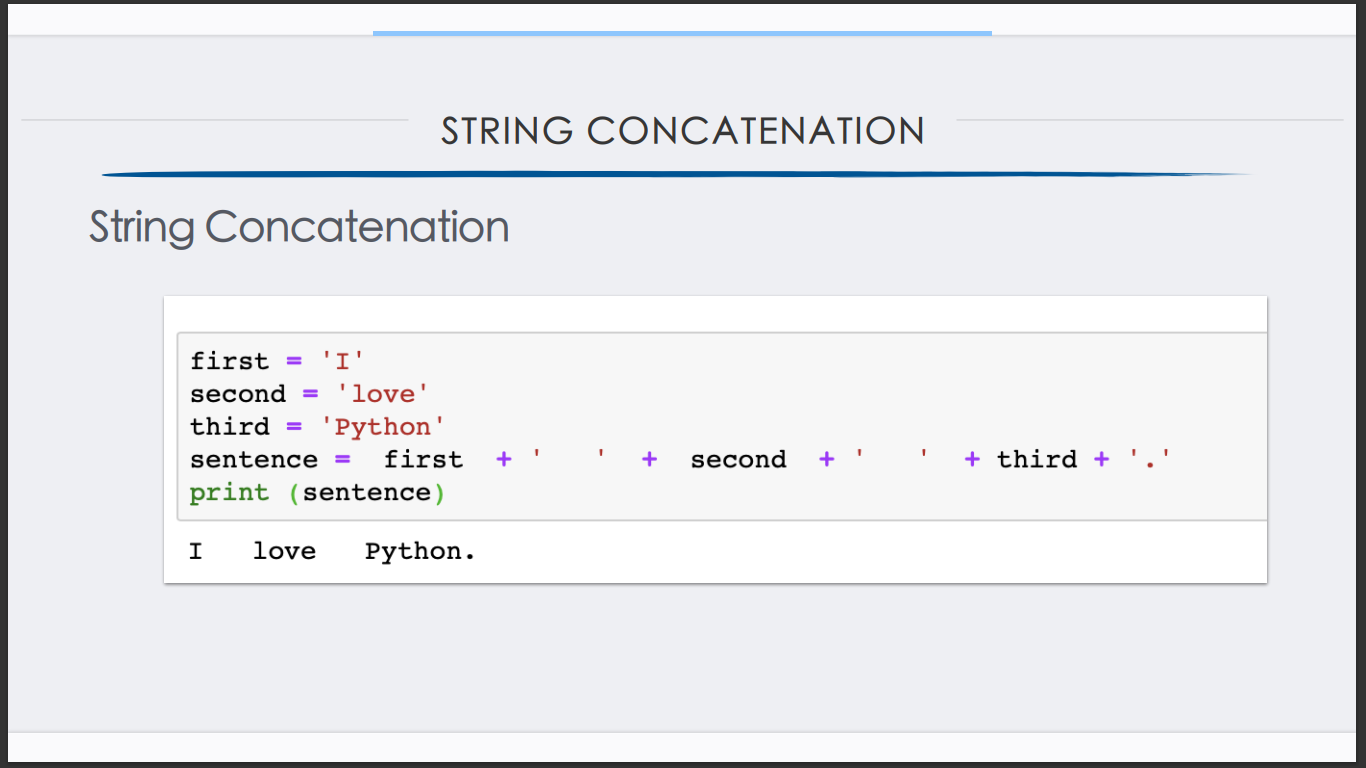 STRING CONCATENATION
String Concatenation
first = 'I'
second = 'love'
third = 'Python'
sentence =  first  + '   ' +  second  + '   ' + third + '.'
print (sentence)
I   love   Python.